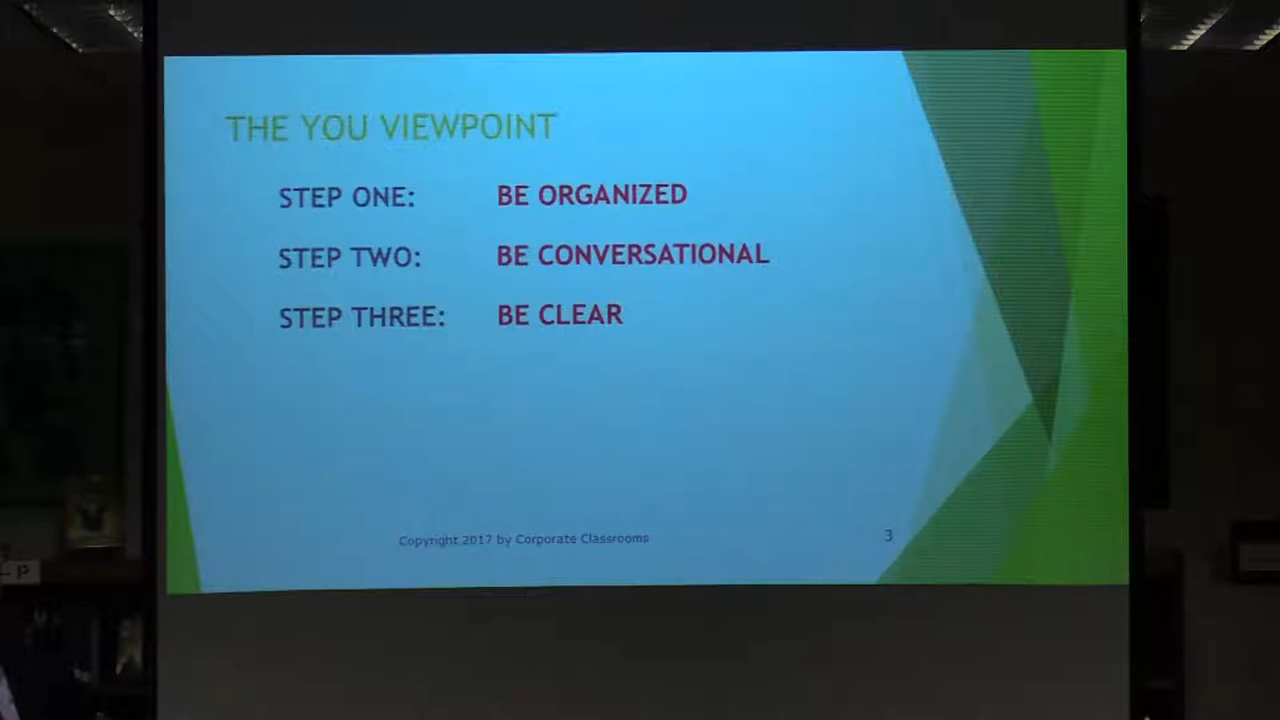 THE YOU VIEWPOINT
STEP ONE: BE ORGANIZED
STEP TWO: BE CONVERSATIONAL
STEP THREE: BE CLEAR
Copyright 2017 by Corporate Classrooms
3